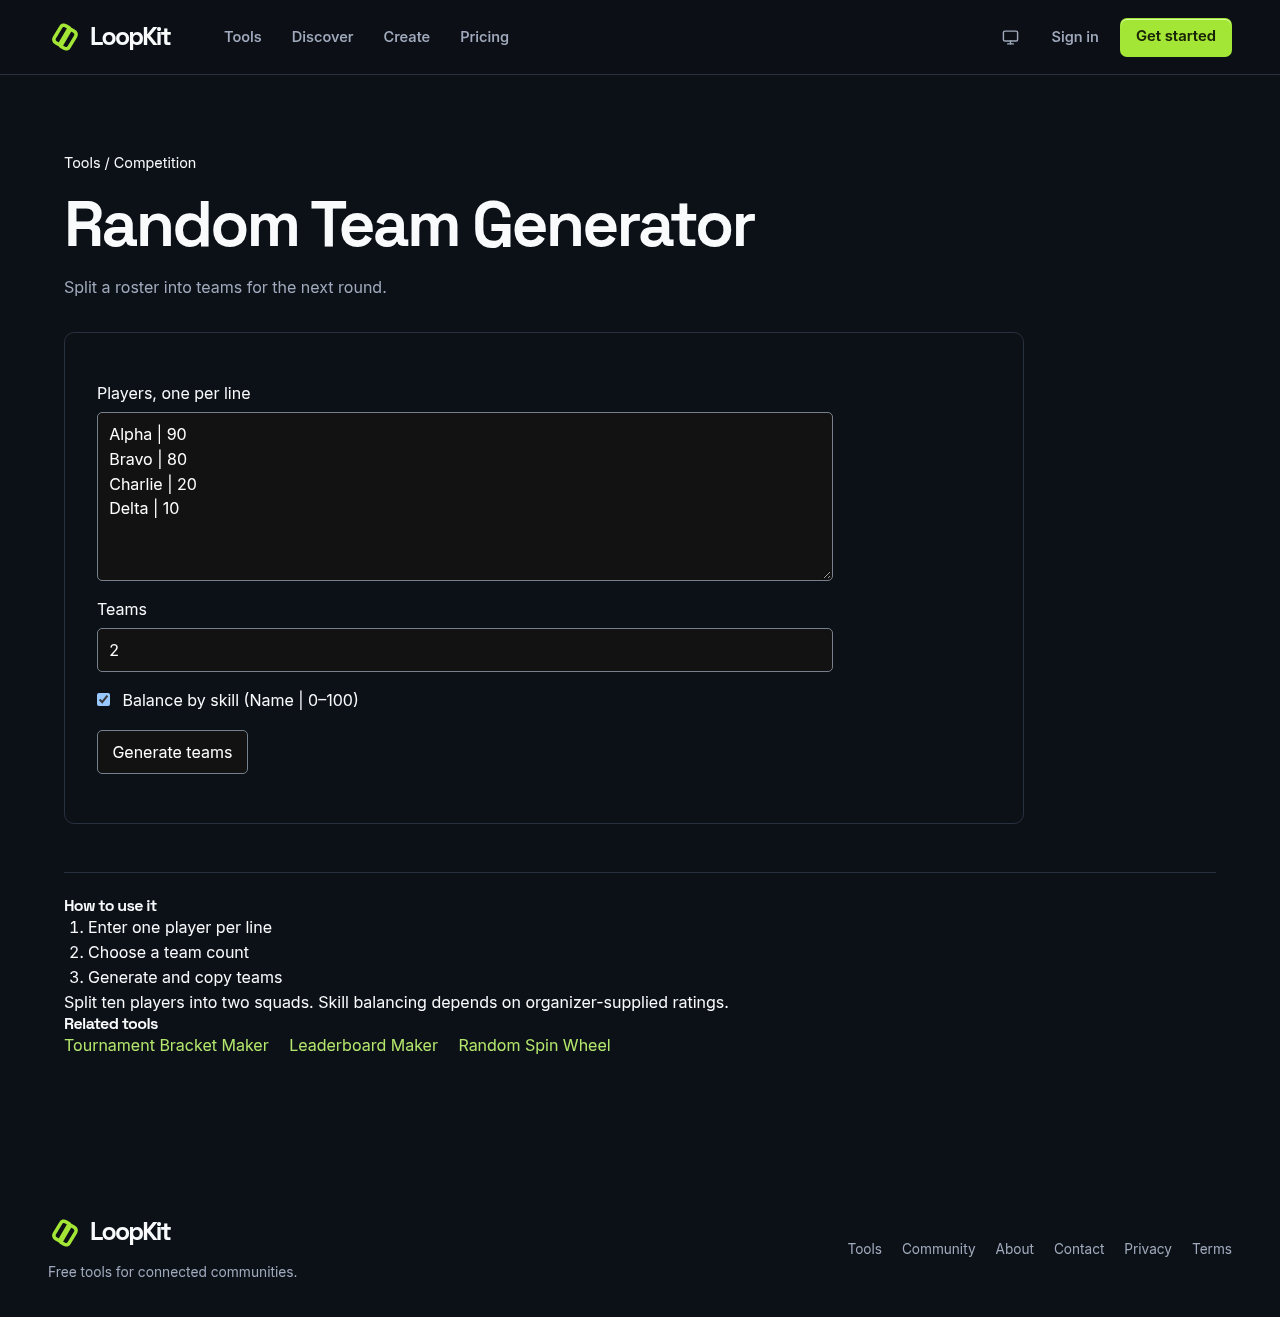 LoopKit
Tools
Discover
Create
Pricing
Sign in
Get started
Tools / Competition
Random Team Generator
Split a roster into teams for the next round.
Players, one per line
Alpha | 90
Bravo | 80
Charlie | 20
Delta | 10
Teams
2
Balance by skill (Name | 0–100)
Generate teams
How to use it
1. Enter one player per line
2. Choose a team count
3. Generate and copy teams
Split ten players into two squads. Skill balancing depends on organizer-supplied ratings.
Related tools
Tournament Bracket Maker
Leaderboard Maker
Random Spin Wheel
LoopKit
Free tools for connected communities.
Tools
Community
About
Contact
Privacy
Terms